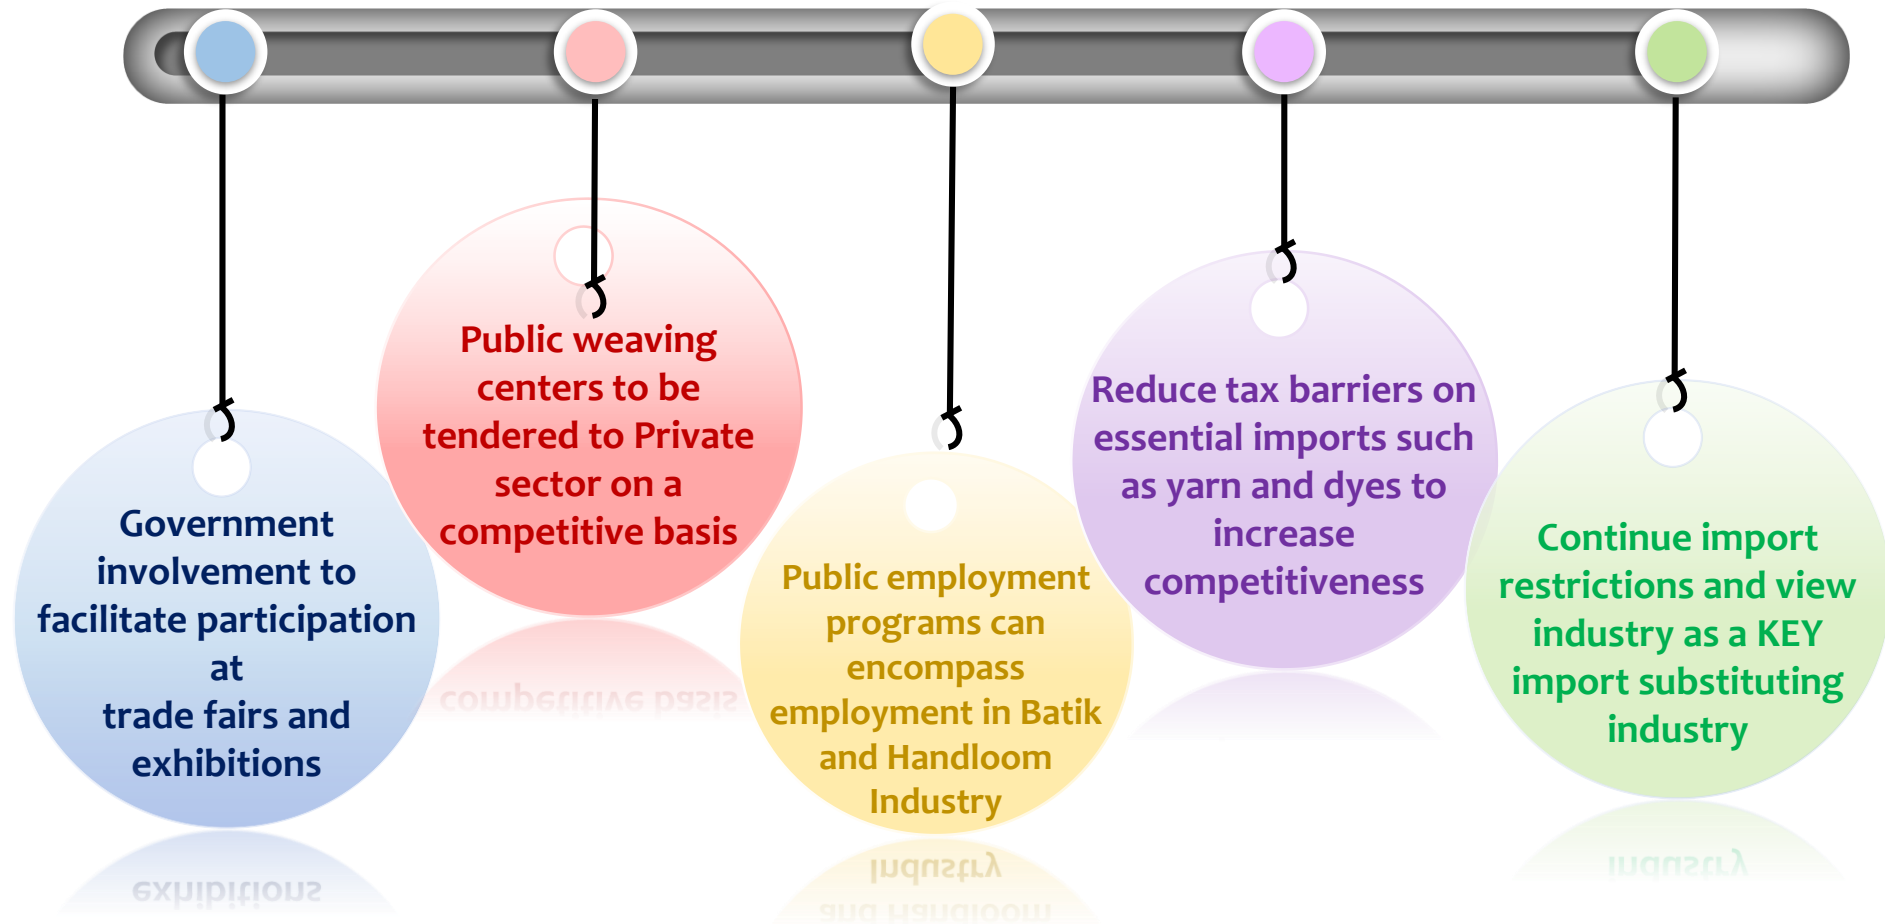 Government
involvement to
facilitate participation
at
trade fairs and
exhibitions
Public weaving
centers to be
tendered to Private
sector on a
competitive basis
Public employment
programs can
encompass
employment in Batik
and Handloom
Industry
Reduce tax barriers on
essential imports such
as yarn and dyes to
increase
competitiveness
Continue import
restrictions and view
industry as a KEY
import substituting
industry